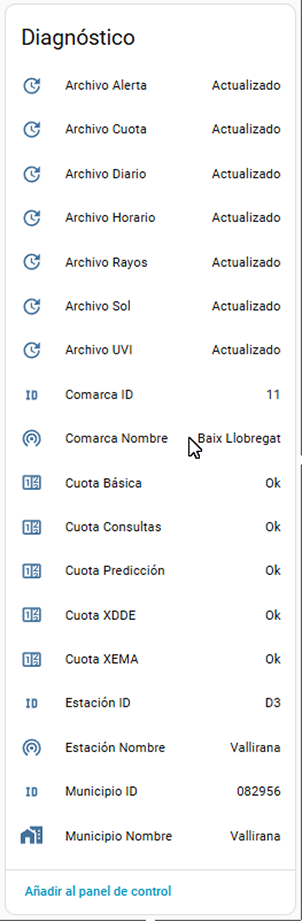 Diagnóstico
Archivo Alerta Actualizado
Archivo Cuota Actualizado
Archivo Diario Actualizado
Archivo Horario Actualizado
Archivo Rayos Actualizado
Archivo Sol Actualizado
Archivo UVI Actualizado
ID Comarca ID 11
Comarca Nombre Baix Llobregat
Cuota Básica Ok
Cuota Consultas Ok
Cuota Predicción Ok
Cuota XDDE Ok
Cuota XEMA Ok
ID Estación ID D3
Estación Nombre Vallirana
ID Municipio ID 082956
Municipio Nombre Vallirana
Añadir al panel de control